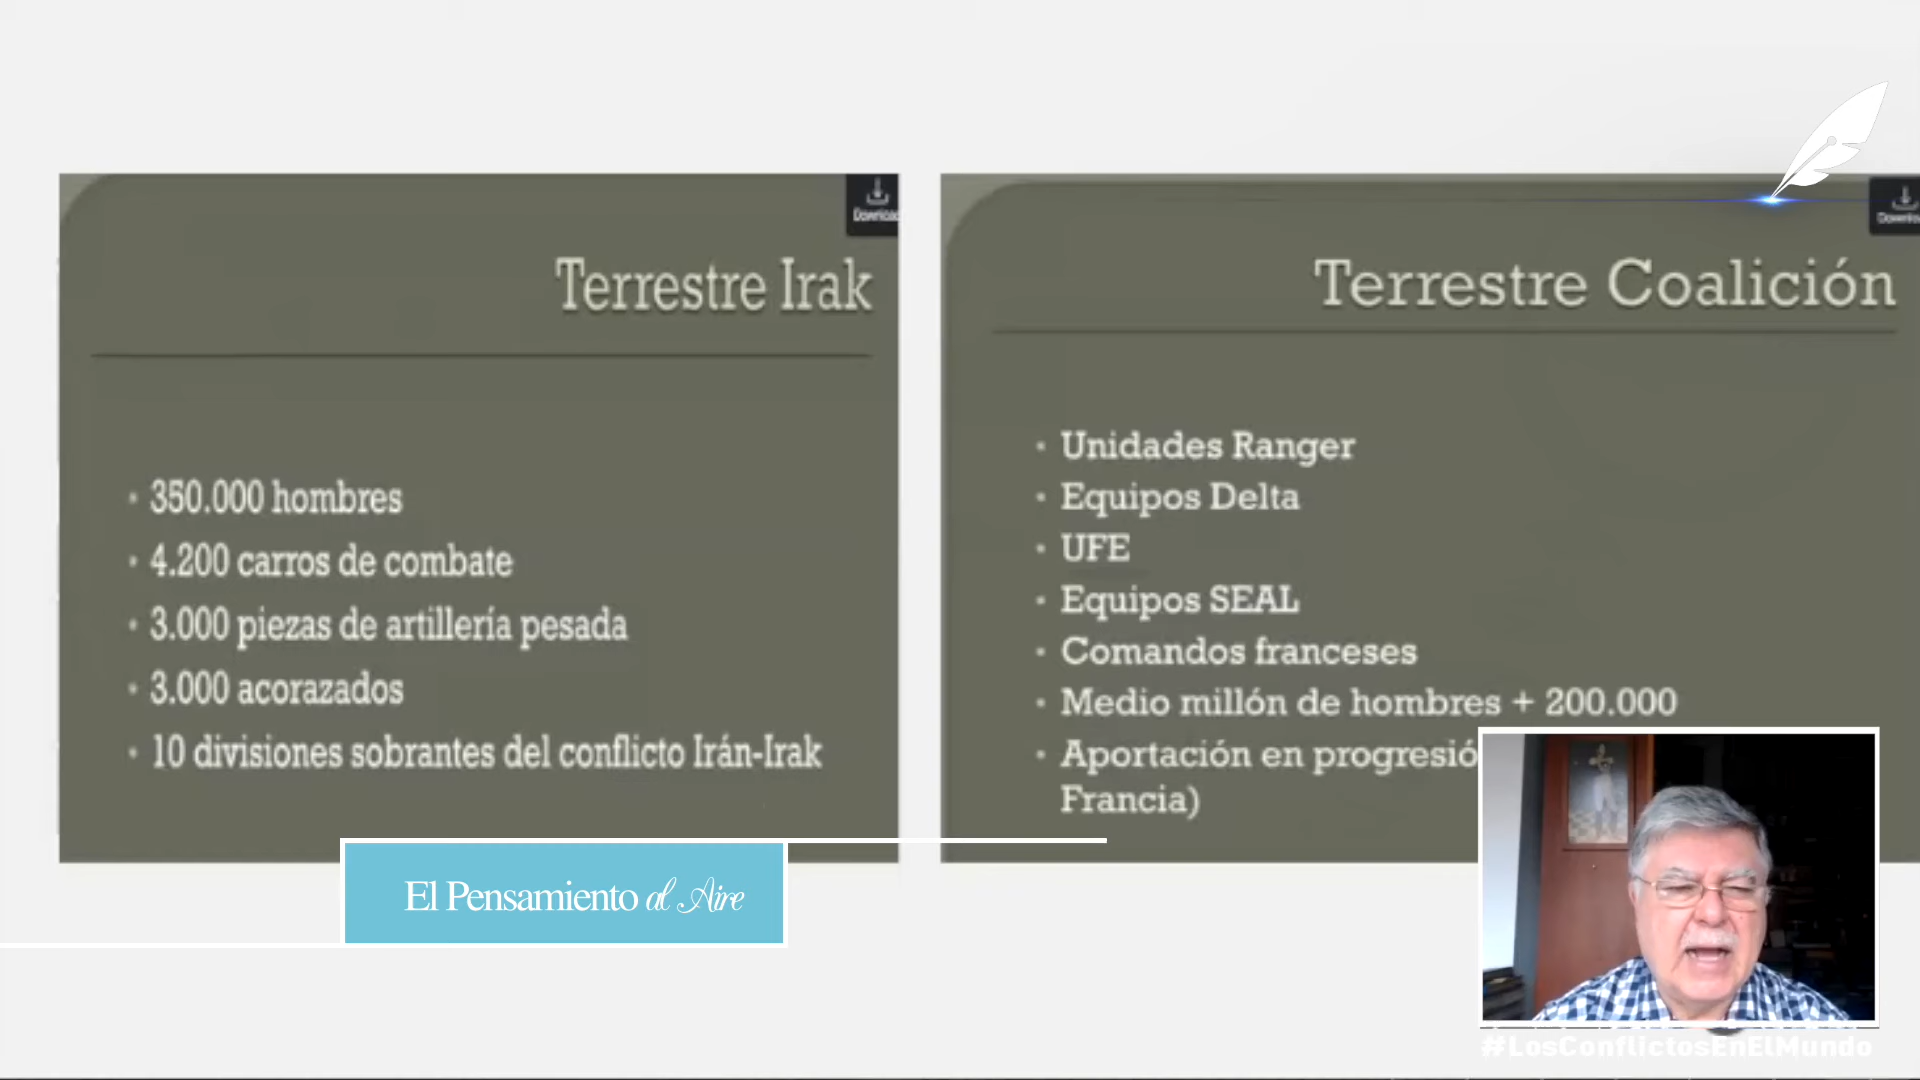 Terrestre Irak
350.000 hombres
4.200 carros de combate
3.000 piezas de artillería pesada
3.000 acorazados
10 divisiones sobrantes del conflicto Irán-Irak
Terrestre Coalición
Unidades Ranger
Equipos Delta
UFE
Equipos SEAL
Comandos franceses
Medio millón de hombres + 200.000
Aportación en
Francia)
El Pensamiento al Aire
#LosConflictosEnElMundo